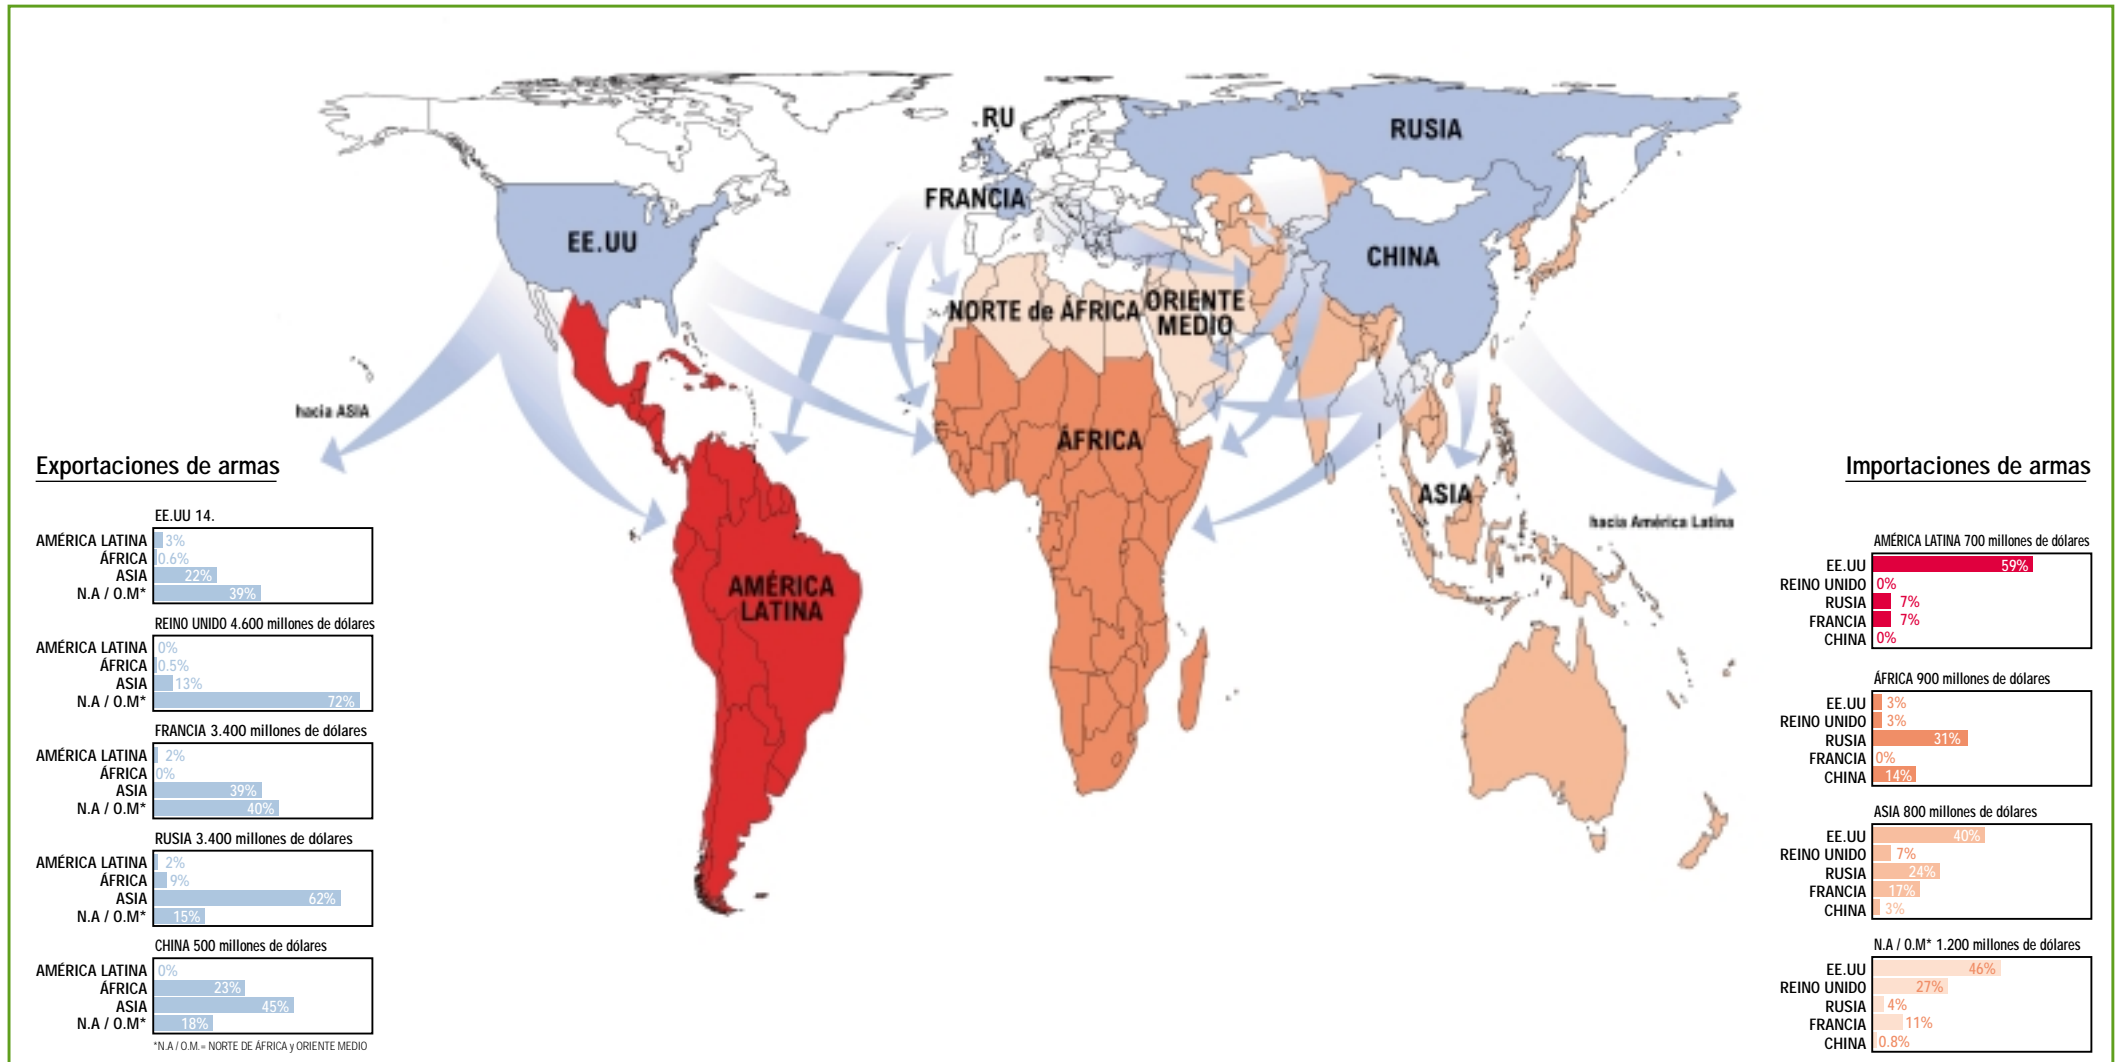 RU
RUSIA
FRANCIA
EE.UU
CHINA
NORTE de ÁFRICA
ORIENTE
MEDIO
hacia ASIA
ÁFRICA
ASIA
hacia América Latina
AMÉRICA
LATINA
Exportaciones de armas
EE.UU 14.
AMÉRICA LATINA 3%
ÁFRICA 0.6%
ASIA 22%
N.A / O.M* 39%
REINO UNIDO 4.600 millones de dólares
AMÉRICA LATINA 0%
ÁFRICA 0.5%
ASIA 13%
N.A / O.M* 72%
FRANCIA 3.400 millones de dólares
AMÉRICA LATINA 2%
ÁFRICA 0%
ASIA 39%
N.A / O.M* 40%
RUSIA 3.400 millones de dólares
AMÉRICA LATINA 2%
ÁFRICA 9%
ASIA 62%
N.A / O.M* 15%
CHINA 500 millones de dólares
AMÉRICA LATINA 0%
ÁFRICA 23%
ASIA 45%
N.A / O.M* 18%
*N.A / O.M. = NORTE DE ÁFRICA y ORIENTE MEDIO
Importaciones de armas
AMÉRICA LATINA 700 millones de dólares
EE.UU 59%
REINO UNIDO 0%
RUSIA 7%
FRANCIA 7%
CHINA 0%
ÁFRICA 900 millones de dólares
EE.UU 3%
REINO UNIDO 3%
RUSIA 31%
FRANCIA 0%
CHINA 14%
ASIA 800 millones de dólares
EE.UU 40%
REINO UNIDO 7%
RUSIA 24%
FRANCIA 17%
CHINA 3%
N.A / O.M* 1.200 millones de dólares
EE.UU 46%
REINO UNIDO 27%
RUSIA 4%
FRANCIA 11%
CHINA 0.8%